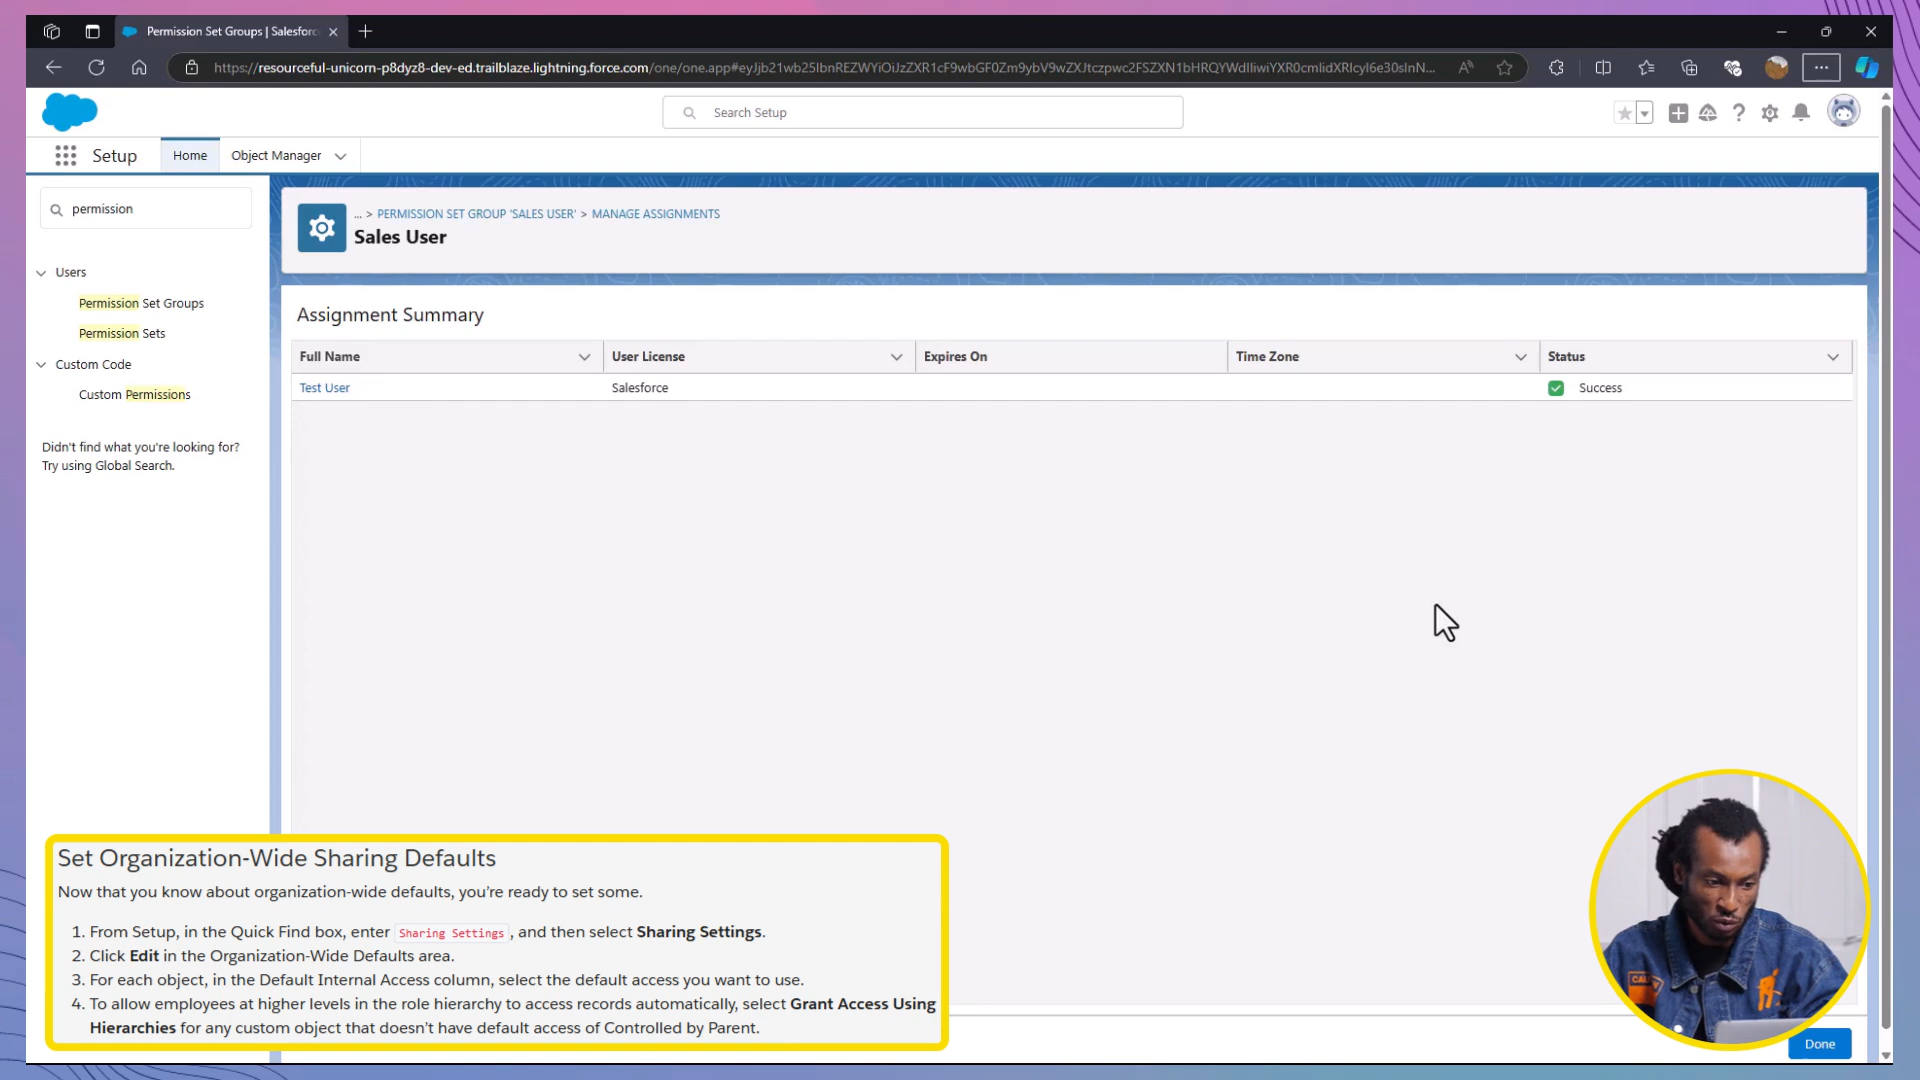 Permission Set Groups | Salesforc
https://resourceful-unicorn-p8dyz8-dev-ed.trailblaze.lightning.force.com/one/one.app#eyJjb21wb25lbnREZWYiOiJzZXR1cF9wbGF0Zm9ybV9wZXJtczpwc2FSZXN1bHRQYWdlIiwiYXR0cmlidXRlcyI6e30sInN...
Search Setup
Setup
Home
Object Manager
permission
Users
Permission Set Groups
Permission Sets
Custom Code
Custom Permissions
Didn't find what you're looking for?
Try using Global Search.
... > PERMISSION SET GROUP 'SALES USER' > MANAGE ASSIGNMENTS
Sales User
Assignment Summary
Full Name User License Expires On Time Zone Status
Test User Salesforce Success
Set Organization-Wide Sharing Defaults
Now that you know about organization-wide defaults, you're ready to set some.
1. From Setup, in the Quick Find box, enter Sharing Settings, and then select Sharing Settings.
2. Click Edit in the Organization-Wide Defaults area.
3. For each object, in the Default Internal Access column, select the default access you want to use.
4. To allow employees at higher levels in the role hierarchy to access records automatically, select Grant Access Using
Hierarchies for any custom object that doesn't have default access of Controlled by Parent.
Done